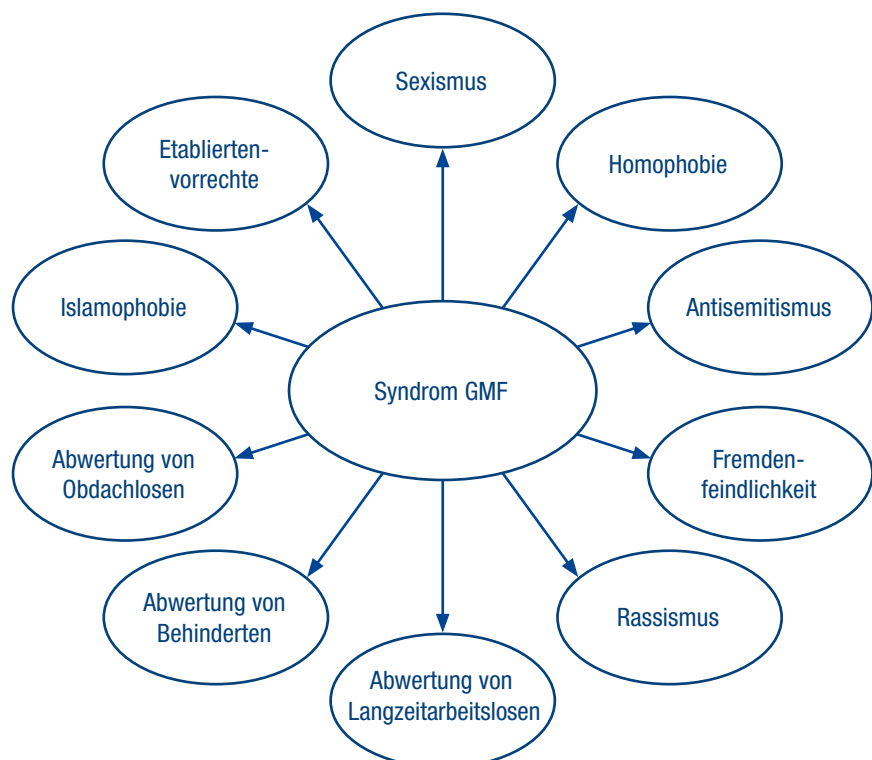 Sexismus
Etablierten-
vorrechte
Homophobie
Islamophobie
Antisemitismus
Syndrom GMF
Abwertung von
Obdachlosen
Fremden-
feindlichkeit
Abwertung von
Behinderten
Rassismus
Abwertung von
Langzeitarbeitslosen